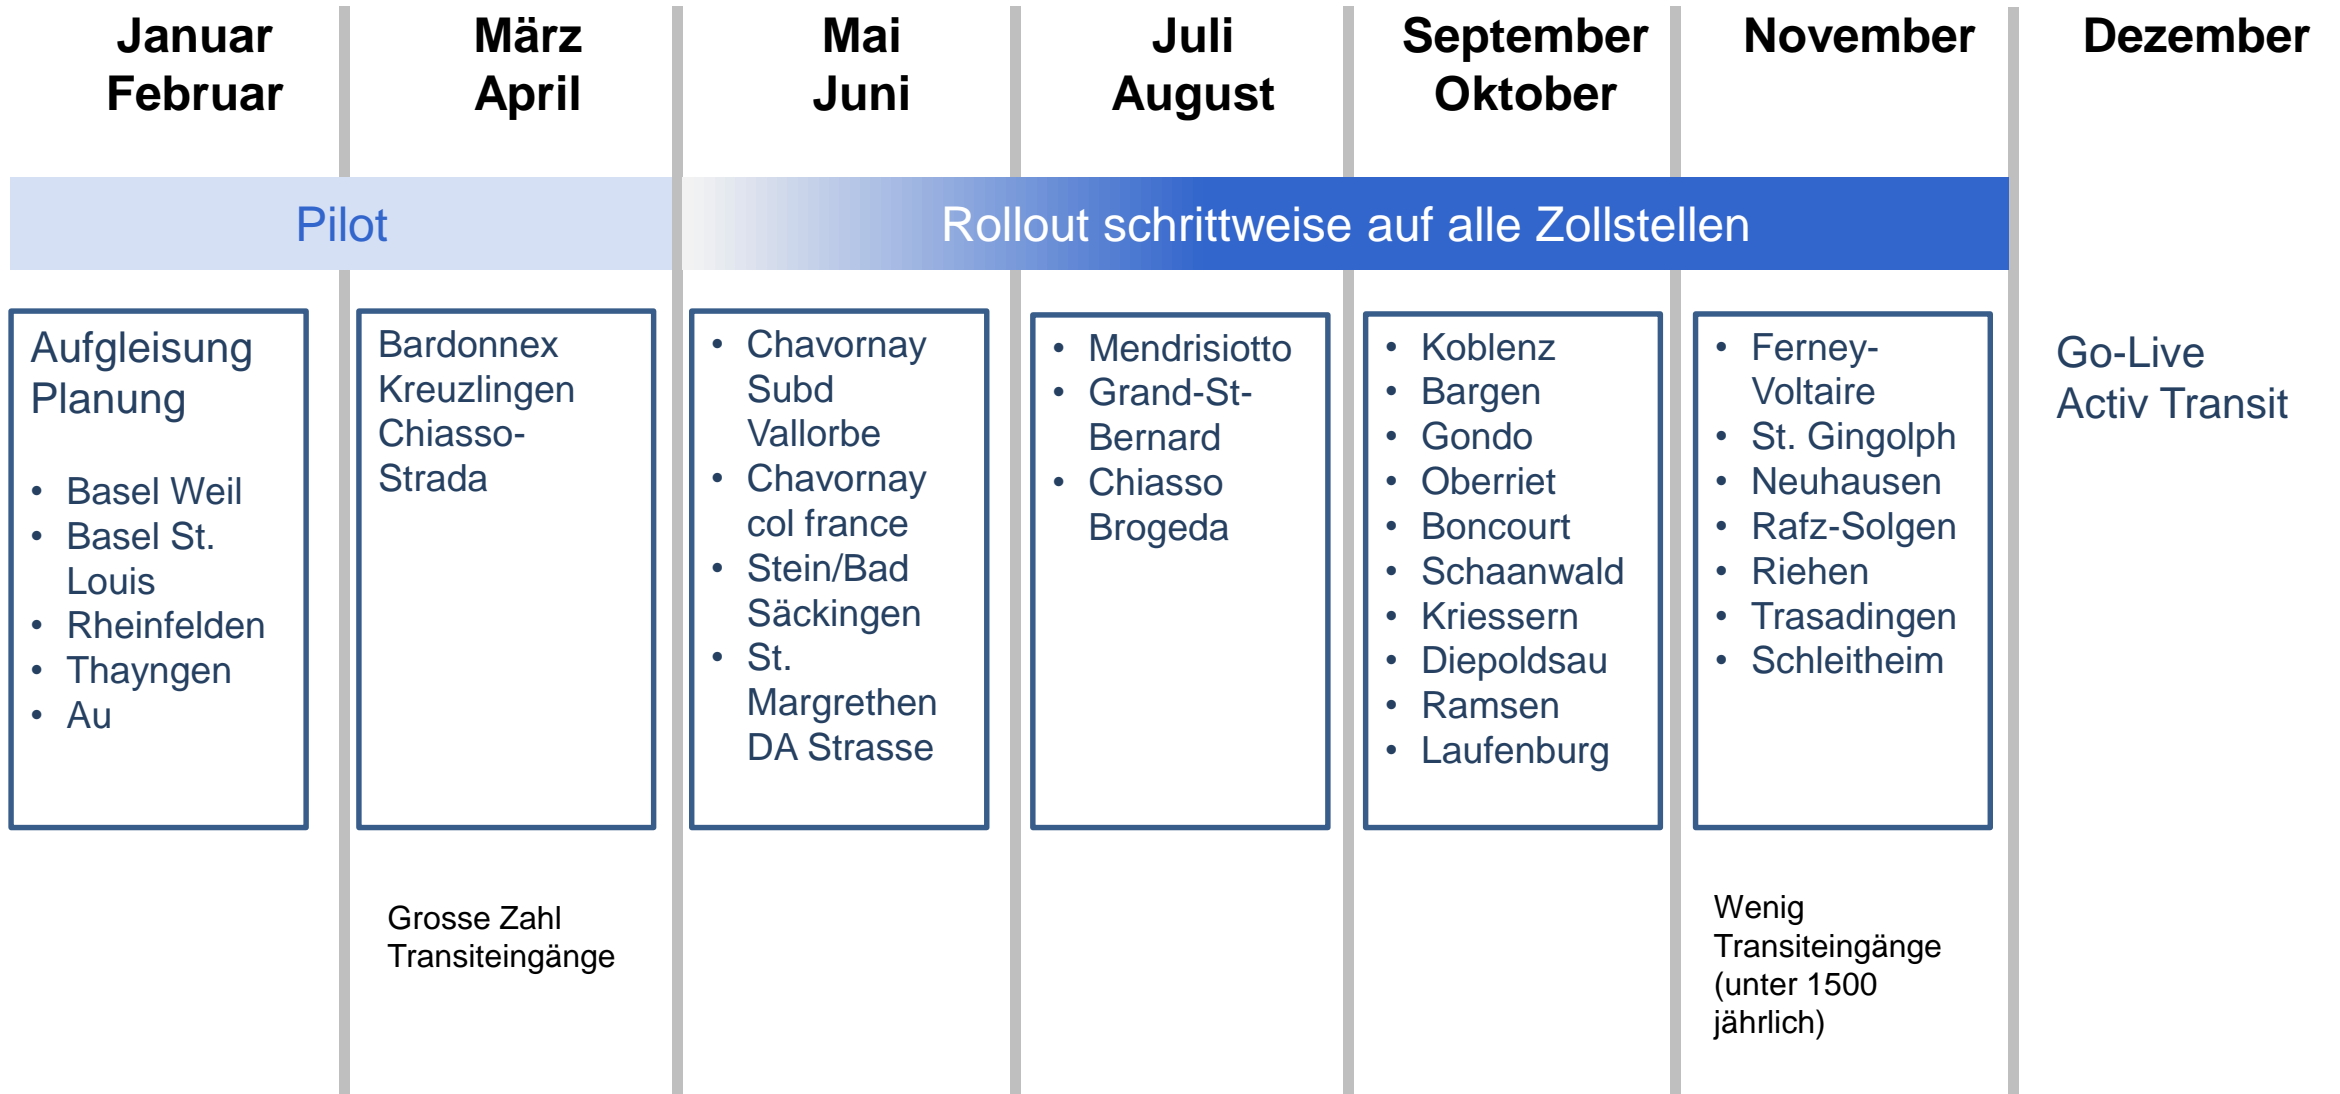 Januar
Februar
März
April
Mai
Juni
Juli
August
September
Oktober
November
Dezember
Pilot
Rollout schrittweise auf alle Zollstellen
Aufgleisung
Planung
• Basel Weil
• Basel St.
Louis
• Rheinfelden
• Thayngen
• Au
Bardonnex
Kreuzlingen
Chiasso-
Strada
• Chavornay
Subd
Vallorbe
• Chavornay
col france
• Stein/Bad
Säckingen
• St.
Margrethen
DA Strasse
• Mendrisiotto
• Grand-St-
Bernard
• Chiasso
Brogeda
• Koblenz
• Bargen
• Gondo
• Oberriet
• Boncourt
• Schaanwald
• Kriessern
• Diepoldsau
• Ramsen
• Laufenburg
• Ferney-
Voltaire
• St. Gingolph
• Neuhausen
• Rafz-Solgen
• Riehen
• Trasadingen
• Schleitheim
Go-Live
Activ Transit
Grosse Zahl
Transiteingänge
Wenig
Transiteingänge
(unter 1500
jährlich)